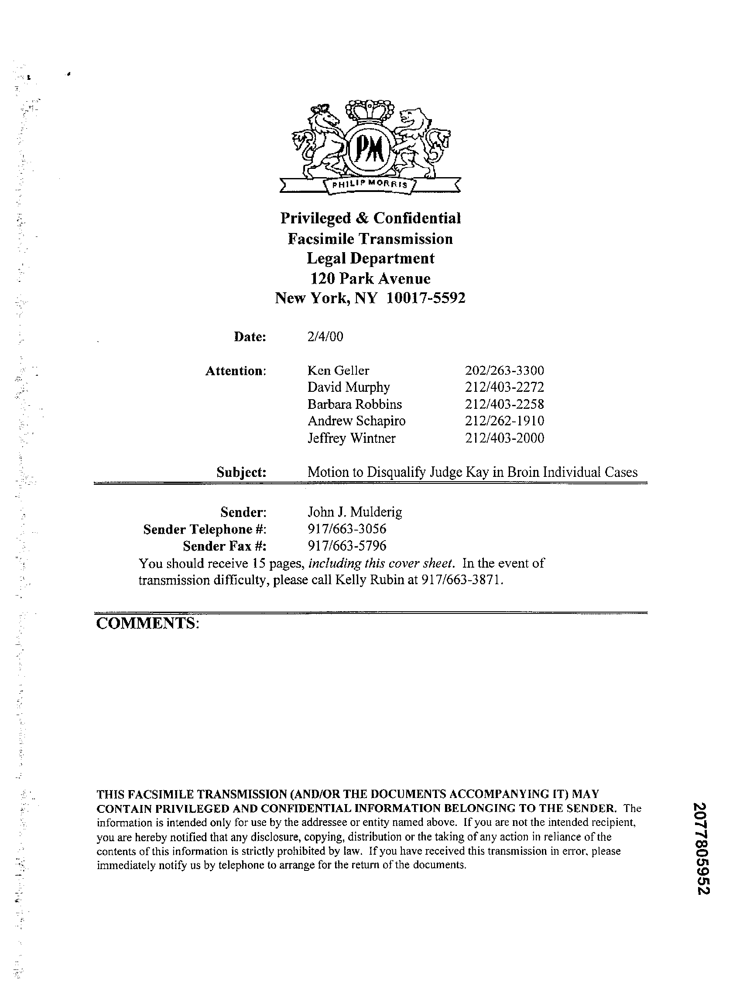 PM
PHILIP MORRIS
Privileged & Confidential
Facsimile Transmission
Legal Department
120 Park Avenue
New York, NY 10017-5592
Date: 2/4/00
Attention: Ken Geller 202/263-3300
David Murphy 212/403-2272
Barbara Robbins 212/403-2258
Andrew Schapiro 212/262-1910
Jeffrey Wintner 212/403-2000
Subject: Motion to Disqualify Judge Kay in Broin Individual Cases
Sender: John J. Mulderig
Sender Telephone #: 917/663-3056
Sender Fax #: 917/663-5796
You should receive 15 pages, including this cover sheet. In the event of
transmission difficulty, please call Kelly Rubin at 917/663-3871.
COMMENTS:
THIS FACSIMILE TRANSMISSION (AND/OR THE DOCUMENTS ACCOMPANYING IT) MAY
CONTAIN PRIVILEGED AND CONFIDENTIAL INFORMATION BELONGING TO THE SENDER. The
information is intended only for use by the addressee or entity named above. If you are not the intended recipient,
you are hereby notified that any disclosure, copying, distribution or the taking of any action in reliance of the
contents of this information is strictly prohibited by law. If you have received this transmission in error, please
immediately notify us by telephone to arrange for the return of the documents.
2077805952